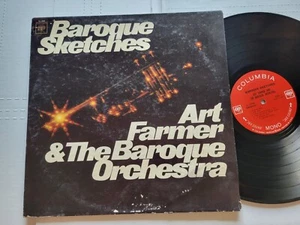 Baroque
Sketches
Art
Farmer
& The Baroque
Orchestra
COLUMBIA
MONO